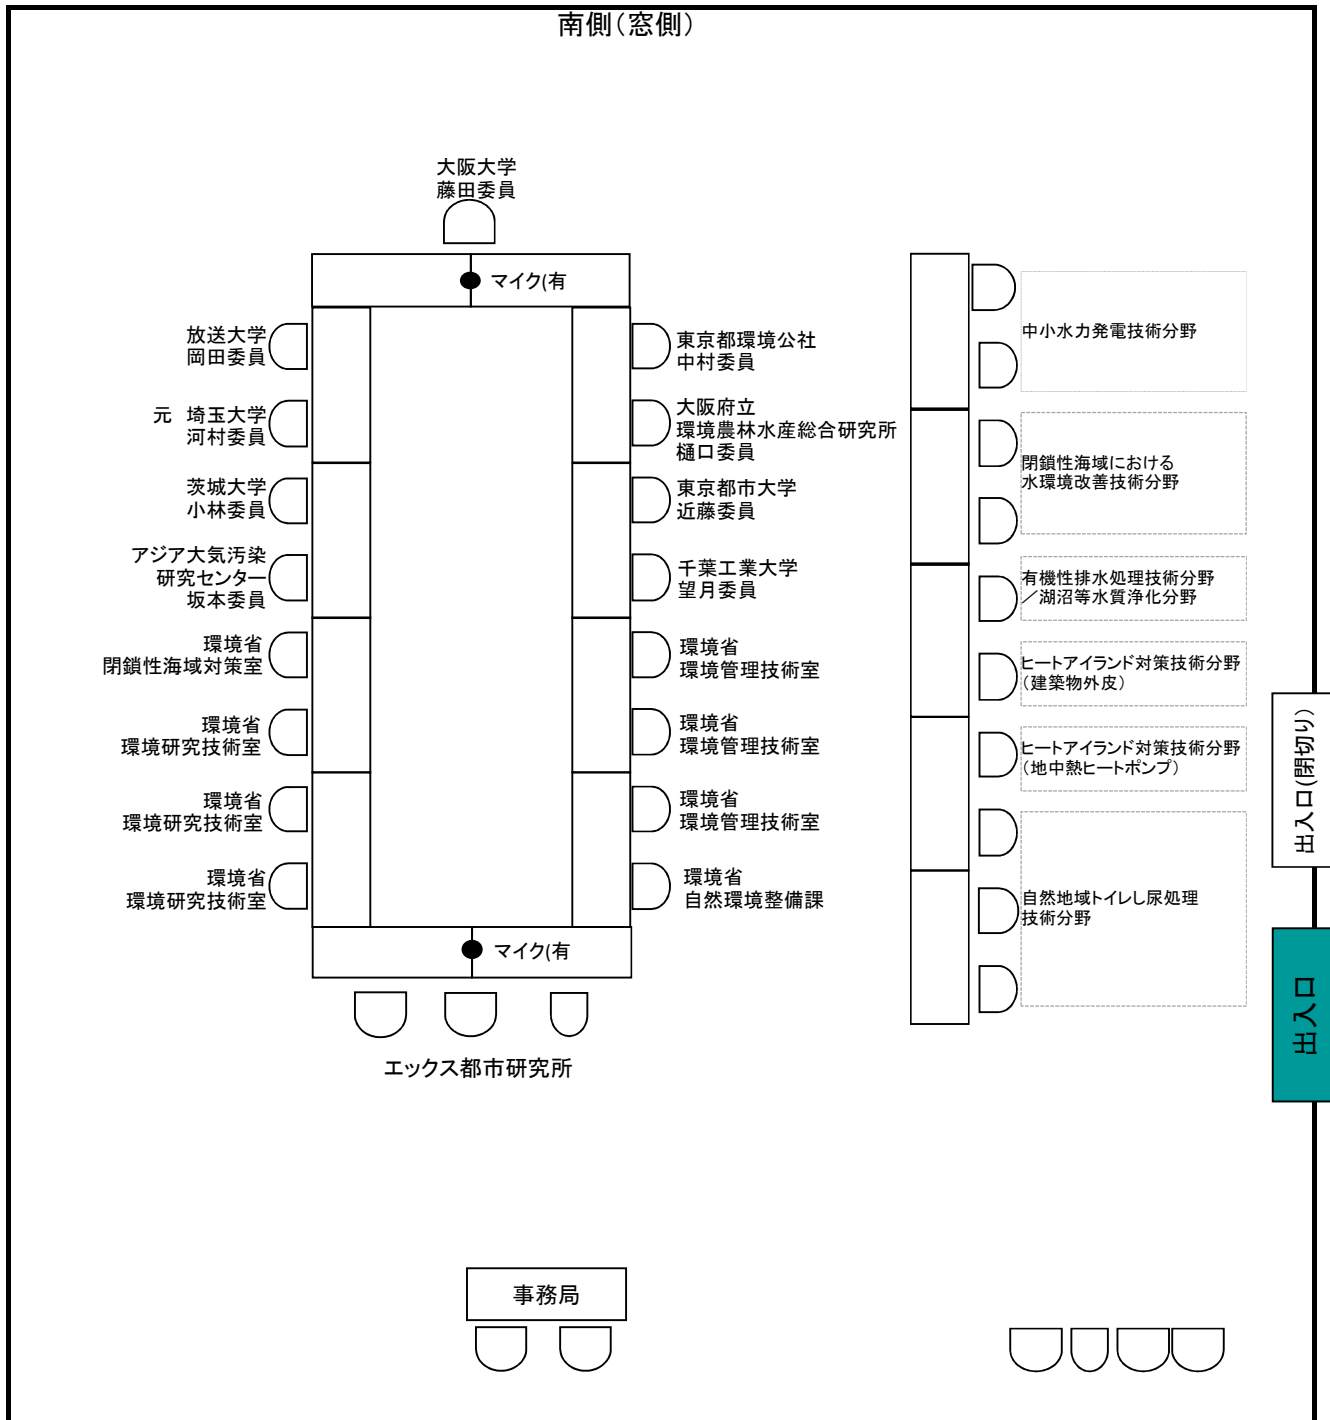 南側(窓側)
大阪大学
藤田委員
マイク(有
放送大学
岡田委員
元　埼玉大学
河村委員
茨城大学
小林委員
アジア大気汚染
研究センター
坂本委員
環境省
閉鎖性海域対策室
環境省
環境研究技術室
環境省
環境研究技術室
環境省
環境研究技術室
東京都環境公社
中村委員
大阪府立
環境農林水産総合研究所
樋口委員
東京都市大学
近藤委員
千葉工業大学
望月委員
環境省
環境管理技術室
環境省
環境管理技術室
環境省
環境管理技術室
環境省
自然環境整備課
マイク(有
エックス都市研究所
中小水力発電技術分野
閉鎖性海域における
水環境改善技術分野
有機性排水処理技術分野
／湖沼等水質浄化分野
ヒートアイランド対策技術分野
(建築物外皮)
ヒートアイランド対策技術分野
(地中熱ヒートポンプ)
自然地域トイレし尿処理
技術分野
出入口(閉切り)
出入口
事務局